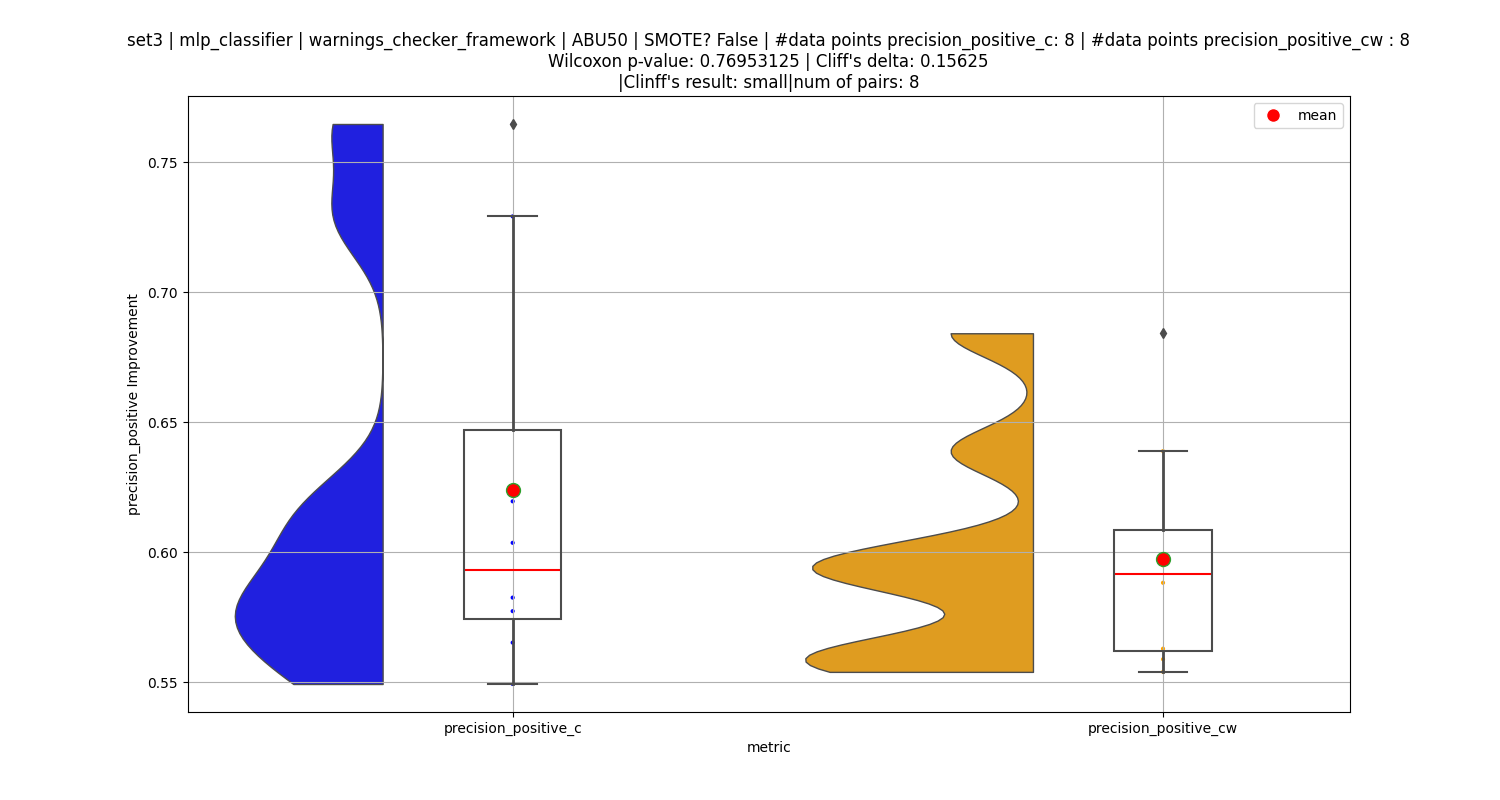 set3 | mlp_classifier | warnings_checker_framework | ABU50 | SMOTE? False | #data points precision_positive_c: 8 | #data points precision_positive_cw : 8
Wilcoxon p-value: 0.76953125 | Cliff's delta: 0.15625
|Clinff's result: small|num of pairs: 8
mean
precision_positive Improvement
0.75
0.70
0.65
0.60
0.55
precision_positive_c
precision_positive_cw
metric